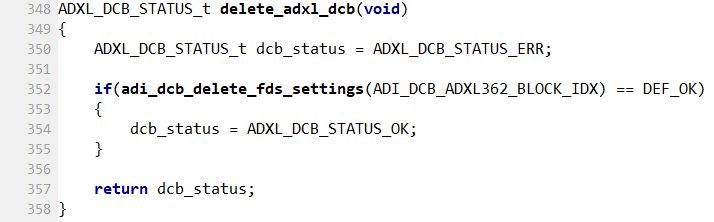 348 ADXL_DCB_STATUS_t delete_adxl_dcb(void)
349 {
350     ADXL_DCB_STATUS_t dcb_status = ADXL_DCB_STATUS_ERR;
351
352     if(adi_dcb_delete_fds_settings(ADI_DCB_ADXL362_BLOCK_IDX) == DEF_OK)
353     {
354         dcb_status = ADXL_DCB_STATUS_OK;
355     }
356
357     return dcb_status;
358 }